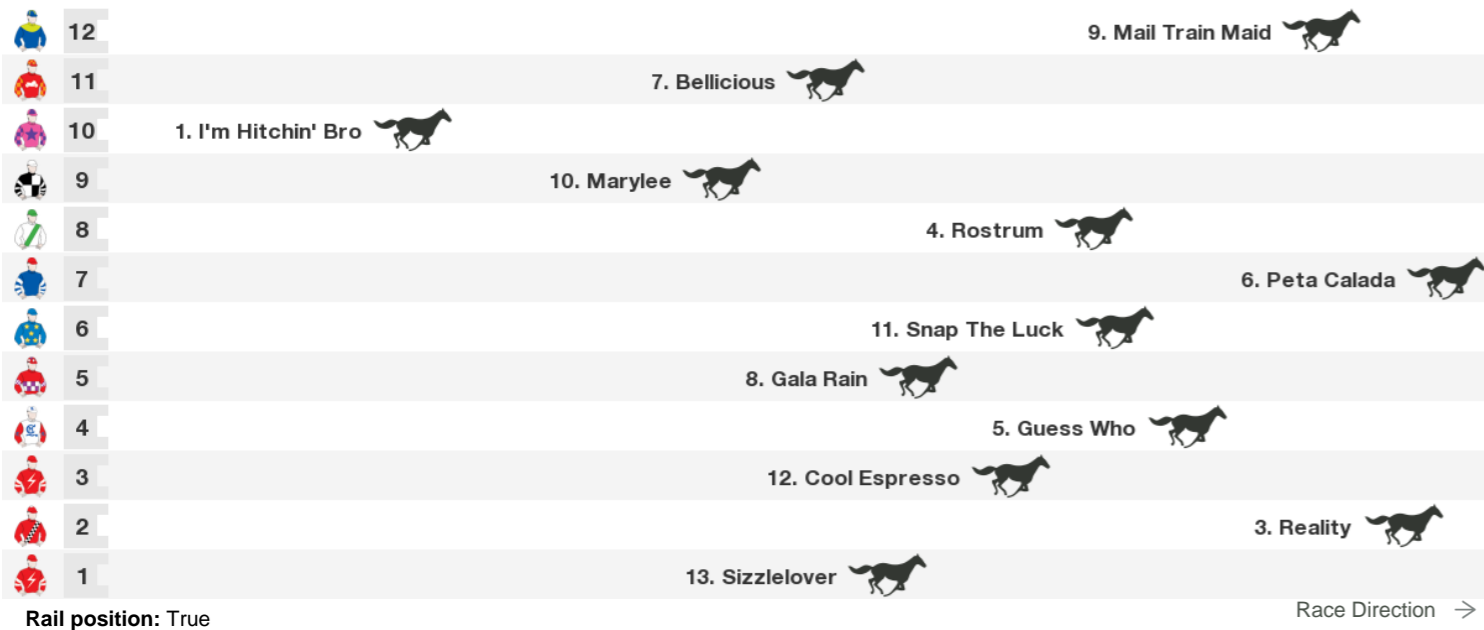 12 9. Mail Train Maid
11 7. Bellicious
10 1. I'm Hitchin' Bro
9 10. Marylee
8 4. Rostrum
7 6. Peta Calada
6 11. Snap The Luck
5 8. Gala Rain
4 5. Guess Who
3 12. Cool Espresso
2 3. Reality
1 13. Sizzlelover
Rail position: True
Race Direction →